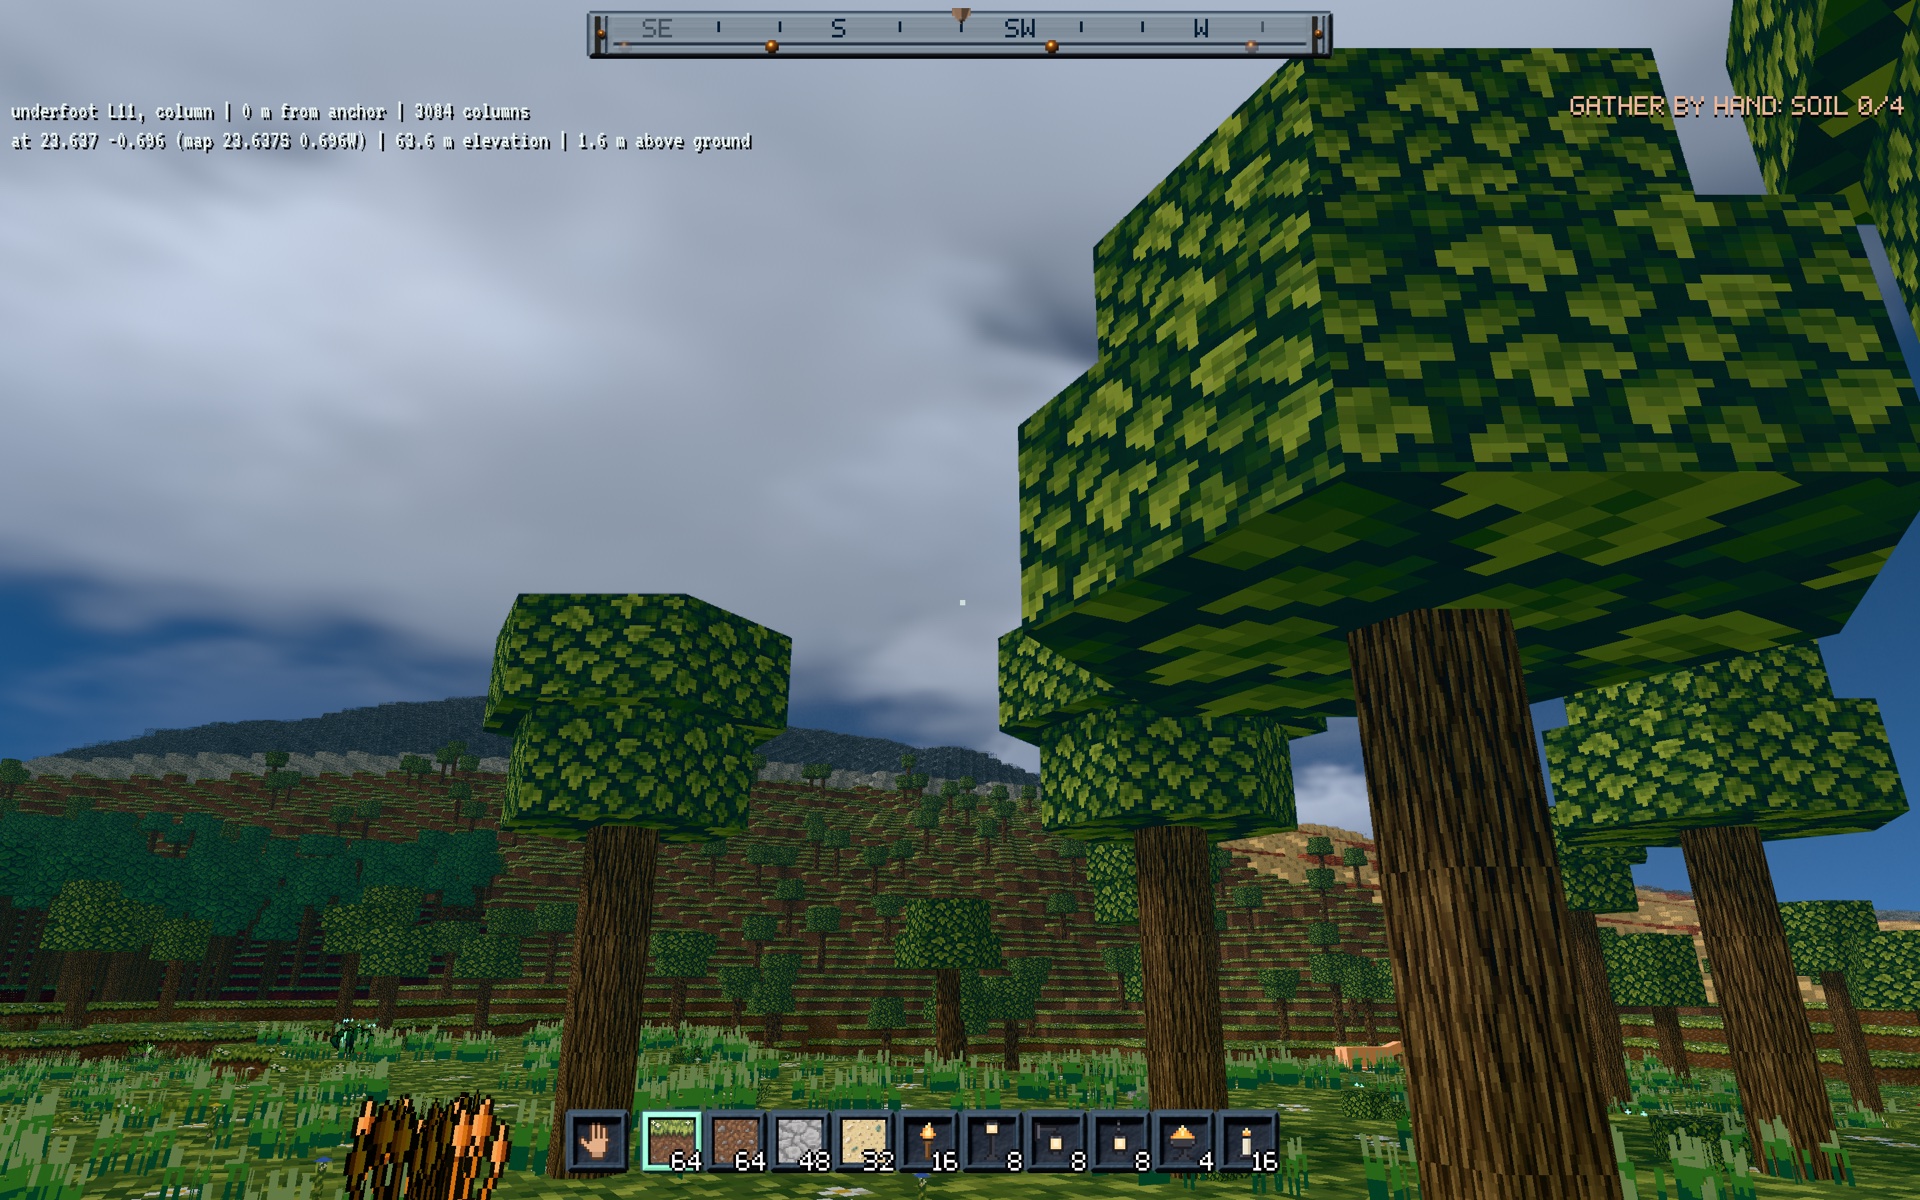 SE S SW W
underfoot L11, column | 0 m from anchor | 3084 columns
GATHER BY HAND: SOIL 0/4
at 23.637 -0.696 (map 23.637S 0.696W) | 63.6 m elevation | 1.6 m above ground
64 64 48 32 16 8 8 8 4 16